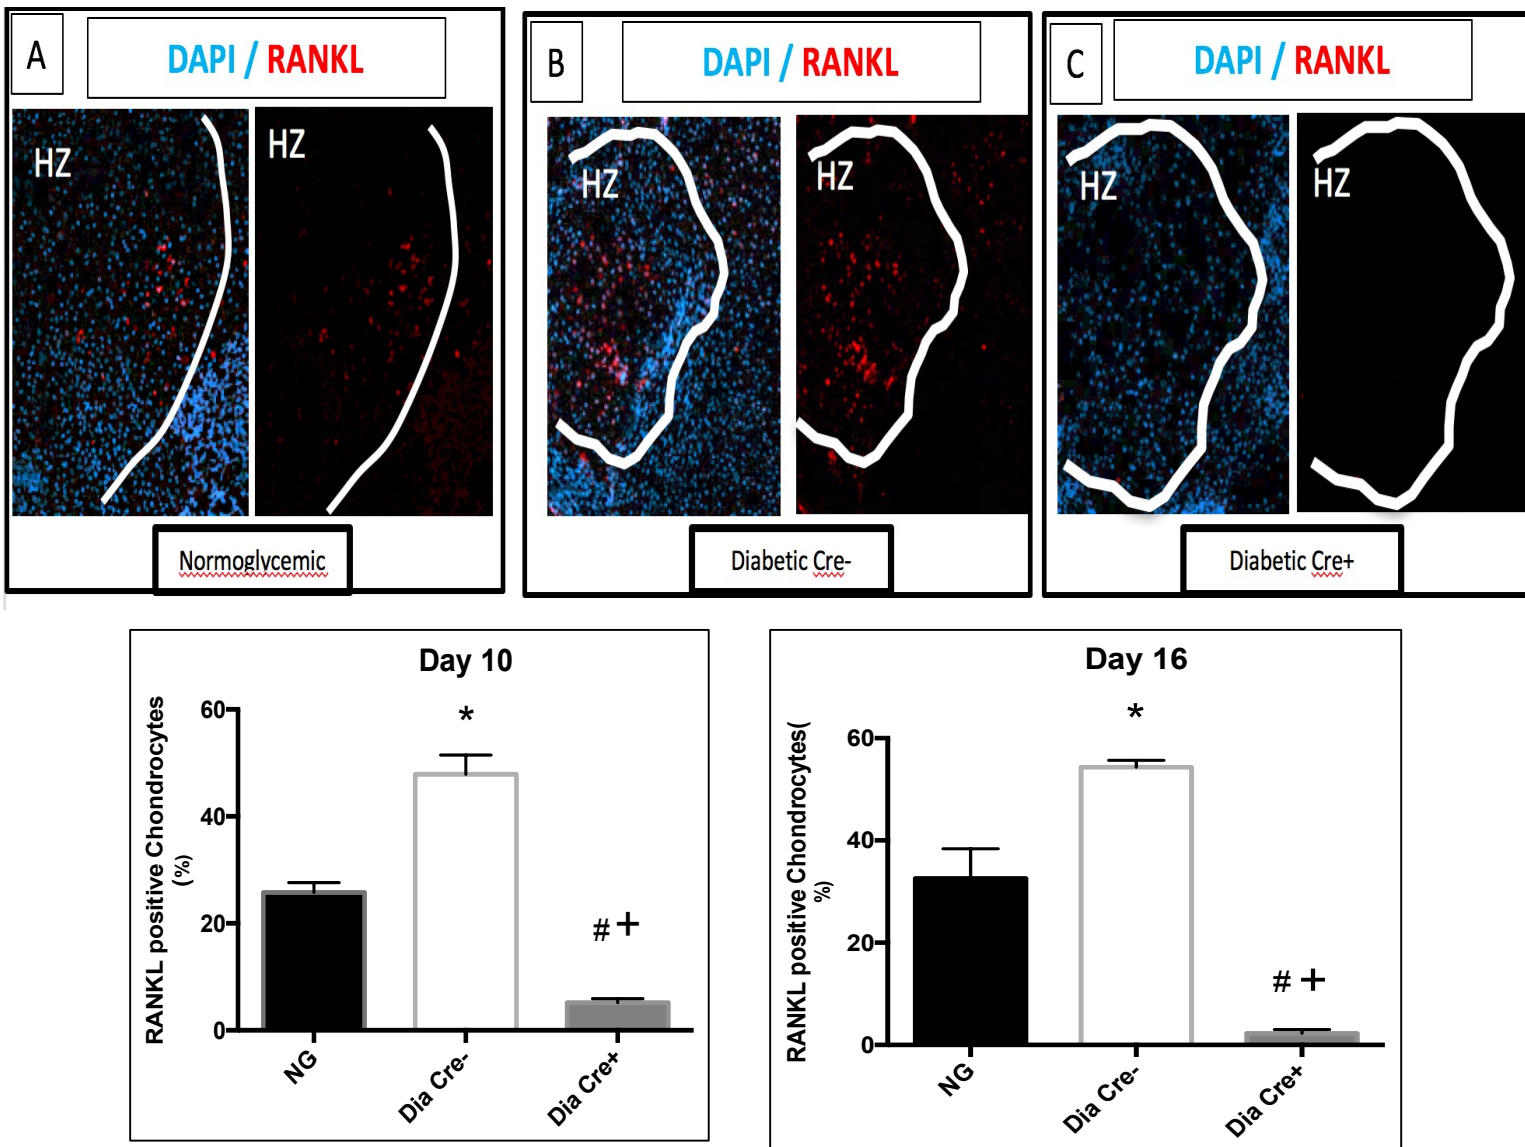 A
DAPI / RANKL
HZ
HZ
Normoglycemic
B
DAPI / RANKL
HZ
HZ
Diabetic Cre-
C
DAPI / RANKL
HZ
HZ
Diabetic Cre+
Day 10
RANKL positive Chondrocytes
(%)
60
40
20
0
*
# +
NG
Dia Cre-
Dia Cre+
Day 16
RANKL positive Chondrocytes(
%)
60
40
20
0
*
# +
NG
Dia Cre-
Dia Cre+